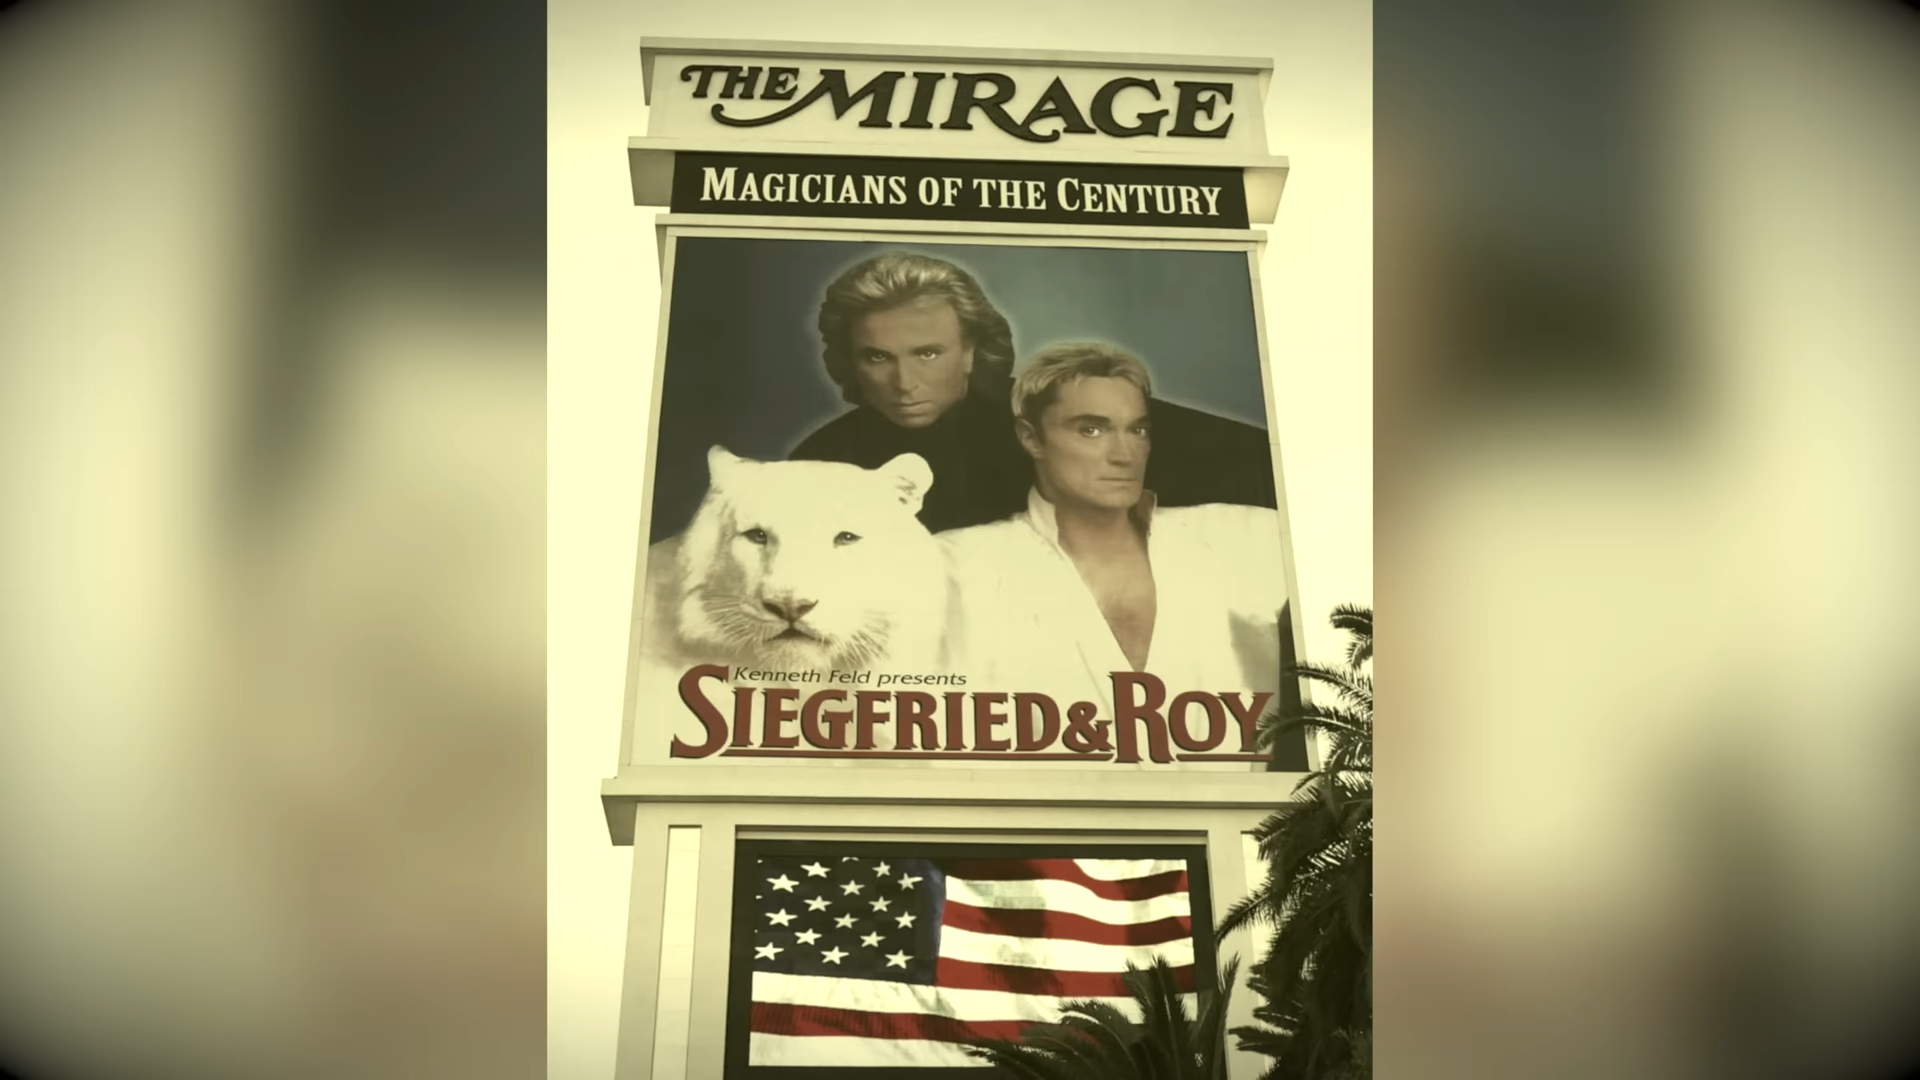 THE MIRAGE
MAGICIANS OF THE CENTURY
Kenneth Feld presents
SIEGFRIED & ROY